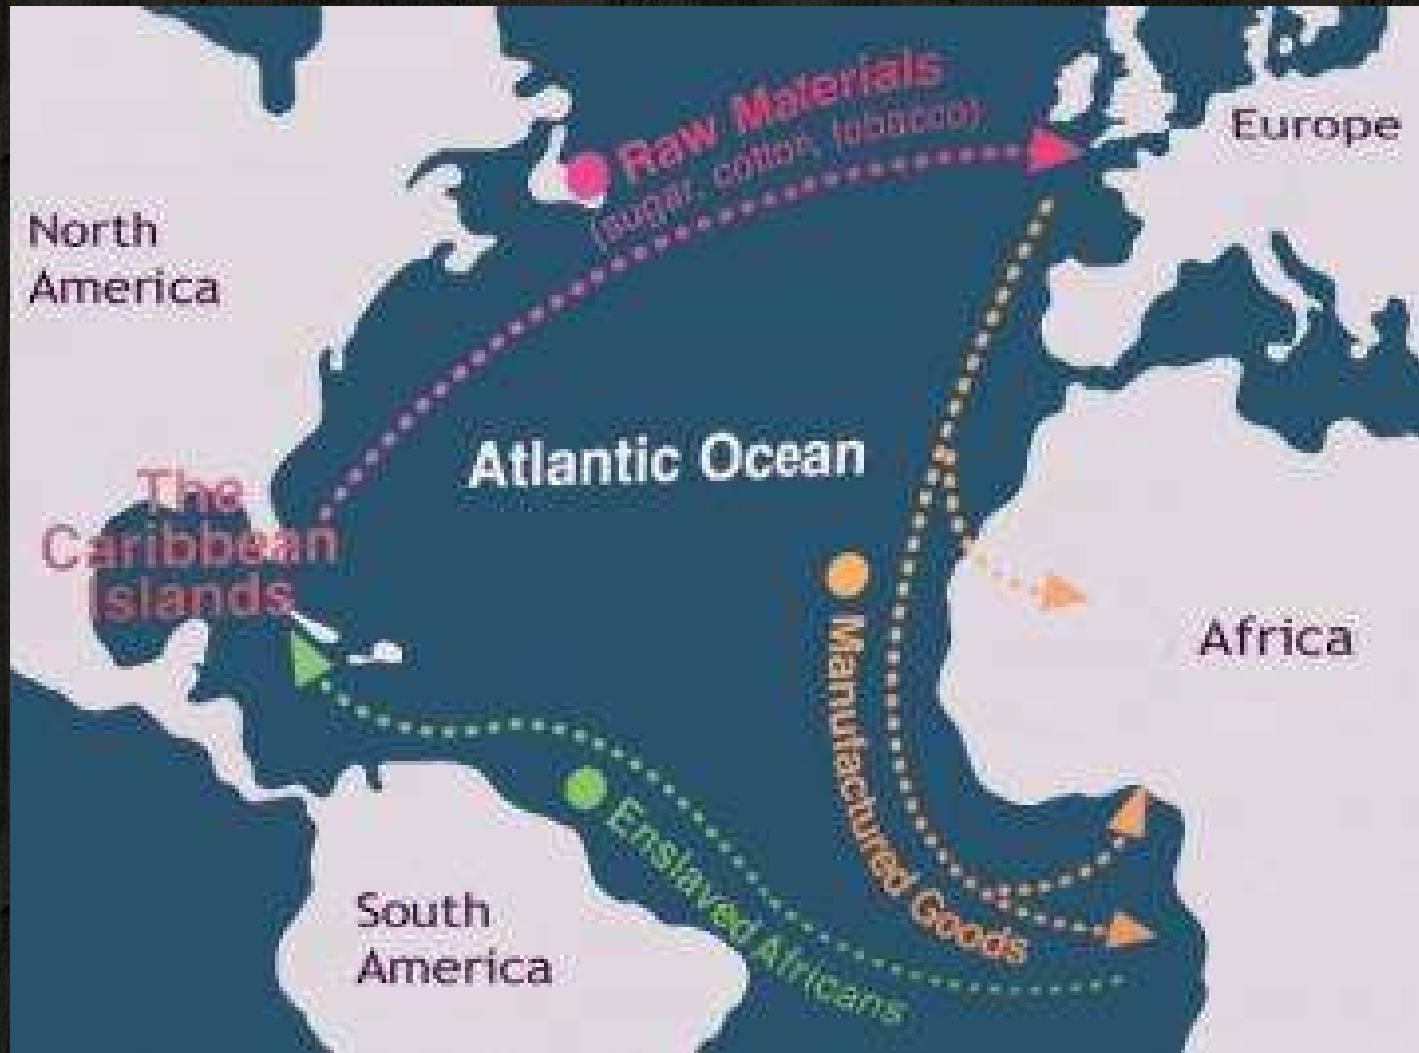 Raw Materials
(sugar, cotton, tobacco)
Europe
North
America
Atlantic Ocean
The
Caribbean
Islands
Africa
Manufactured Goods
Enslaved Africans
South
America